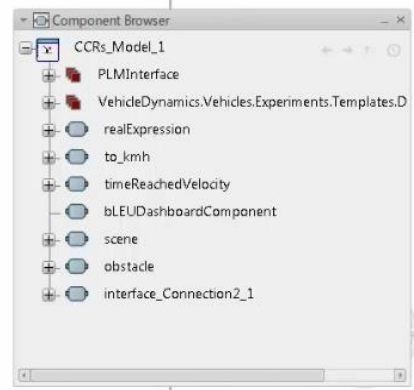 Component Browser
CCRs_Model_1
PLMInterface
VehicleDynamics.Vehicles.Experiments.Templates.D
realExpression
to_kmh
timeReachedVelocity
bLEUDashboardComponent
scene
obstacle
interface_Connection2_1